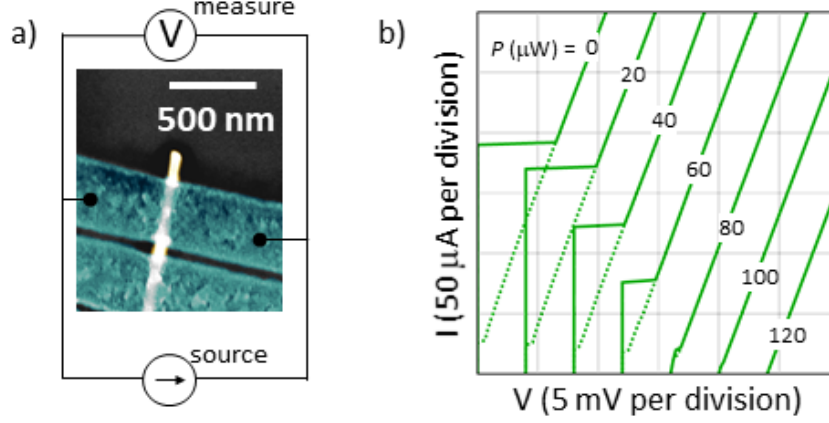 a)
measure
V
500 nm
source
b)
P (μW) = 0
20
40
60
80
100
120
I (50 μA per division)
V (5 mV per division)